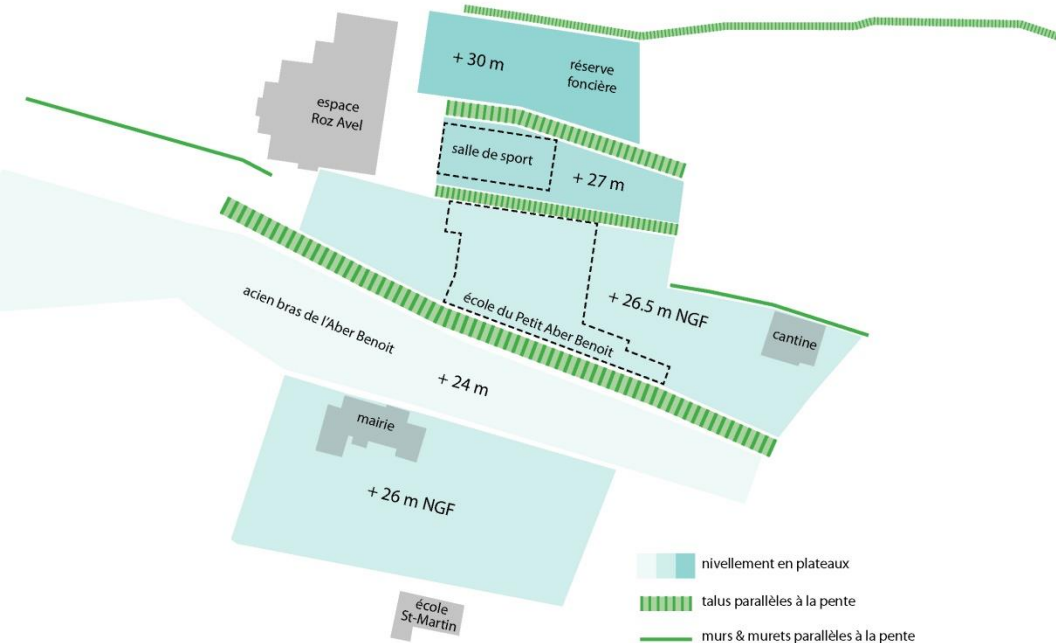 + 30 m
réserve
foncière
espace
Roz Avel
salle de sport
+ 27 m
école du Petit Aber Benoit
+ 26.5 m NGF
cantine
acien bras de l'Aber Benoit
+ 24 m
mairie
+ 26 m NGF
école
St-Martin
nivellement en plateaux
talus parallèles à la pente
murs & murets parallèles à la pente